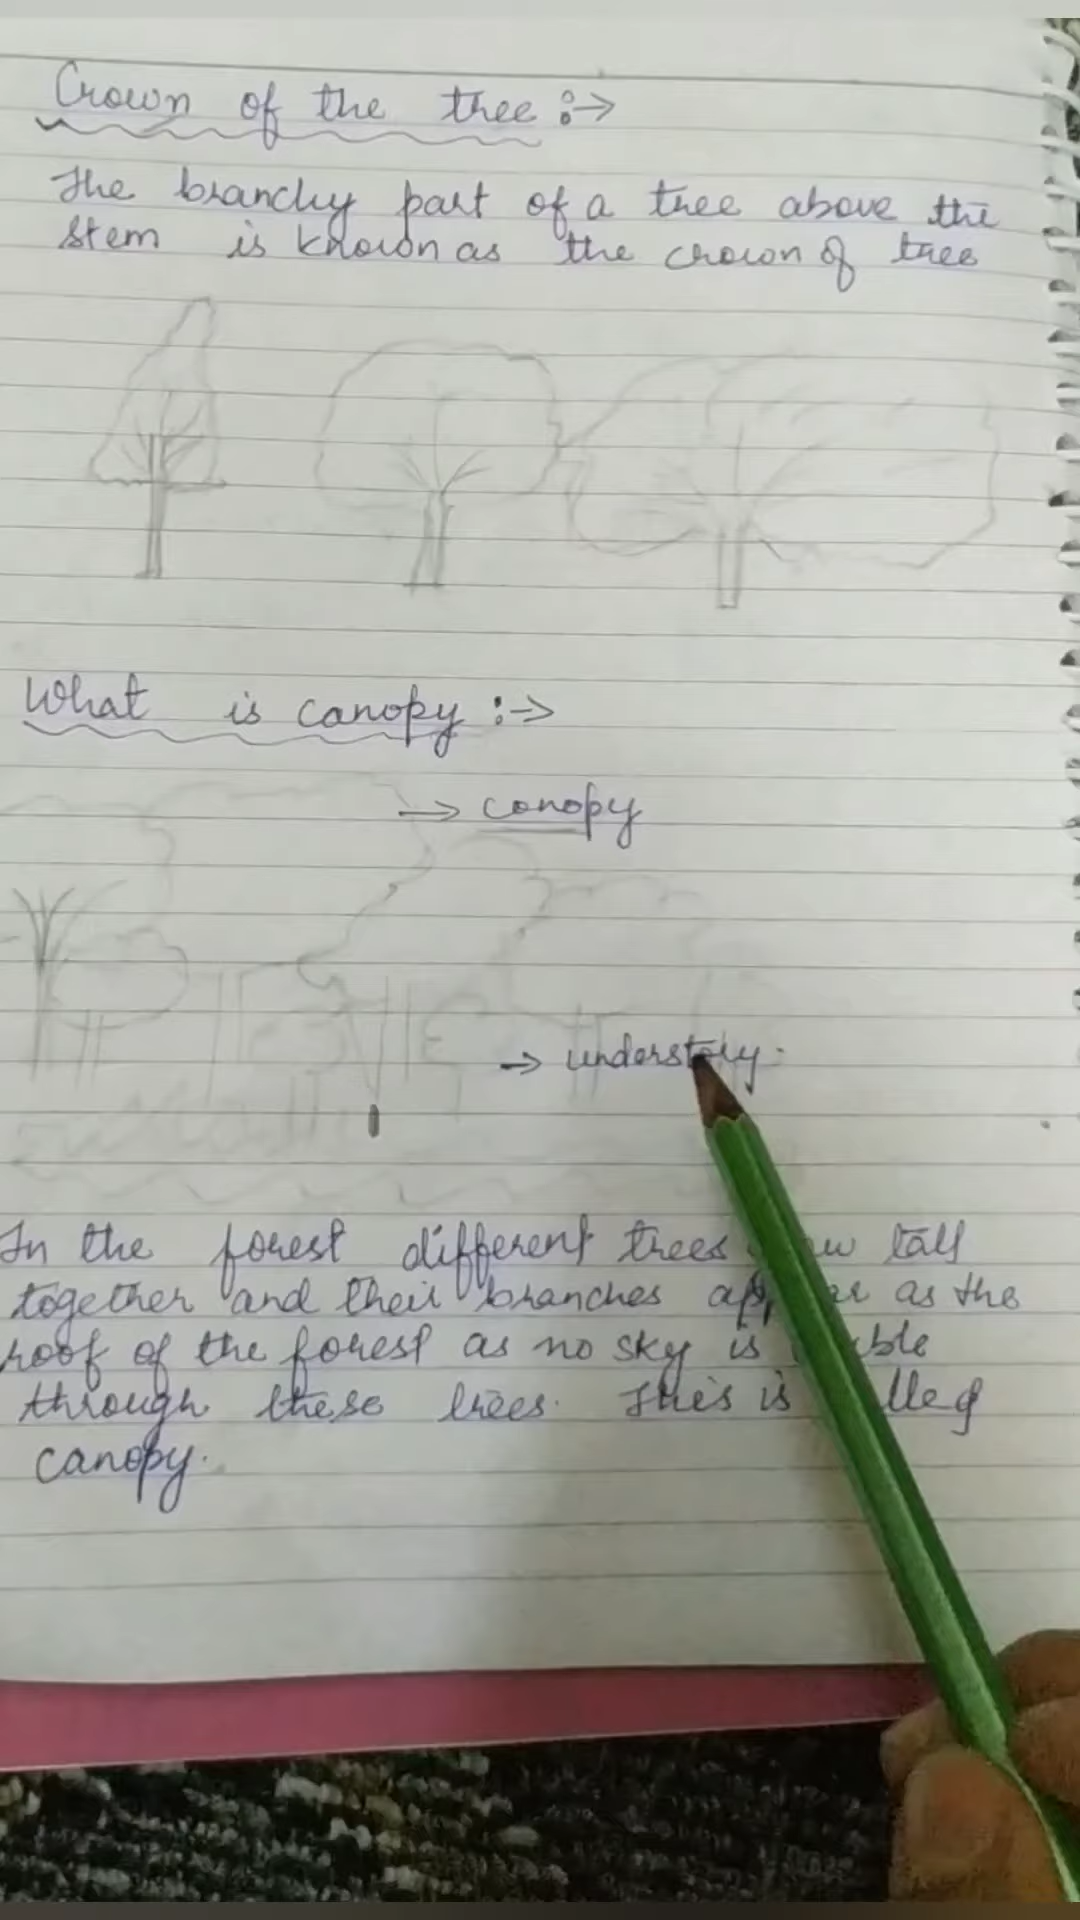 Crown of the tree :→
The branchy part of a tree above the
stem is known as the crown of tree
What is canopy :→
→ canopy
→ understory.
In the forest different trees tall
together and their branches as the
roof of the forest as no sky is
through these trees. This is
canopy.